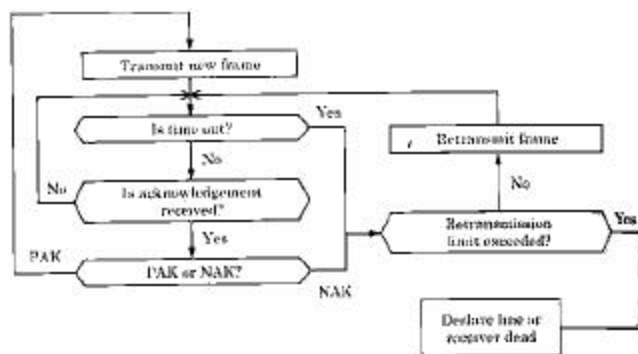 Transmit new frame
Is time out?
Yes
No
Is acknowledgement
received?
No
Yes
PAK or NAK?
PAK
NAK
Retransmit frame
No
Retransmission
limit exceeded?
Yes
Declare line or
receiver dead